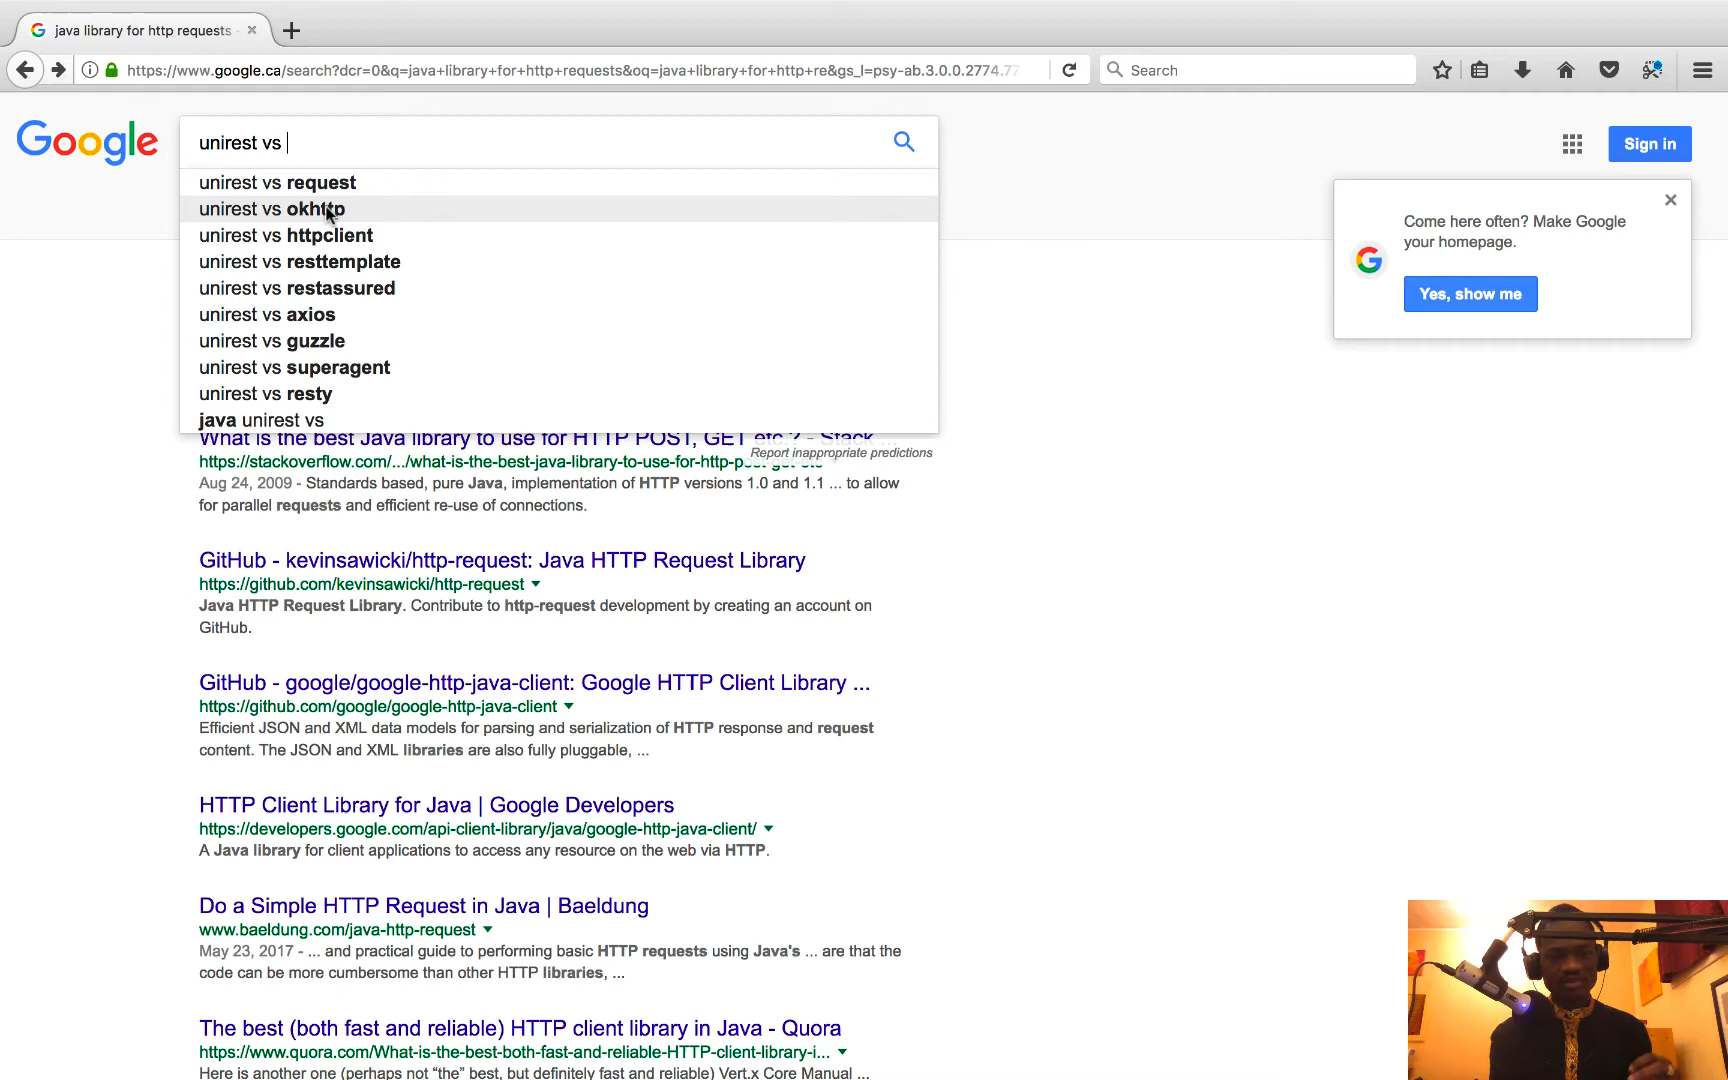 java library for http requests
https://www.google.ca/search?dcr=0&q=java+library+for+http+requests&oq=java+library+for+http+re&gs_l=psy-ab.3.0.0.2774.77
Search
Google
unirest vs
Sign in
unirest vs request
unirest vs okhttp
unirest vs httpclient
unirest vs resttemplate
unirest vs restassured
unirest vs axios
unirest vs guzzle
unirest vs superagent
unirest vs resty
java unirest vs
Come here often? Make Google
your homepage.
Yes, show me
What is the best Java library to use for HTTP POST, GET etc.? - Stack ...
Report inappropriate predictions
https://stackoverflow.com/.../what-is-the-best-java-library-to-use-for-http-post-get-etc
Aug 24, 2009 - Standards based, pure Java, implementation of HTTP versions 1.0 and 1.1 ... to allow
for parallel requests and efficient re-use of connections.
GitHub - kevinsawicki/http-request: Java HTTP Request Library
https://github.com/kevinsawicki/http-request
Java HTTP Request Library. Contribute to http-request development by creating an account on
GitHub.
GitHub - google/google-http-java-client: Google HTTP Client Library ...
https://github.com/google/google-http-java-client
Efficient JSON and XML data models for parsing and serialization of HTTP response and request
content. The JSON and XML libraries are also fully pluggable, ...
HTTP Client Library for Java | Google Developers
https://developers.google.com/api-client-library/java/google-http-java-client/
A Java library for client applications to access any resource on the web via HTTP.
Do a Simple HTTP Request in Java | Baeldung
www.baeldung.com/java-http-request
May 23, 2017 - ... and practical guide to performing basic HTTP requests using Java's ... are that the
code can be more cumbersome than other HTTP libraries, ...
The best (both fast and reliable) HTTP client library in Java - Quora
https://www.quora.com/What-is-the-best-both-fast-and-reliable-HTTP-client-library-i...
Here is another one (perhaps not “the” best, but definitely fast and reliable) Vert.x Core Manual ...